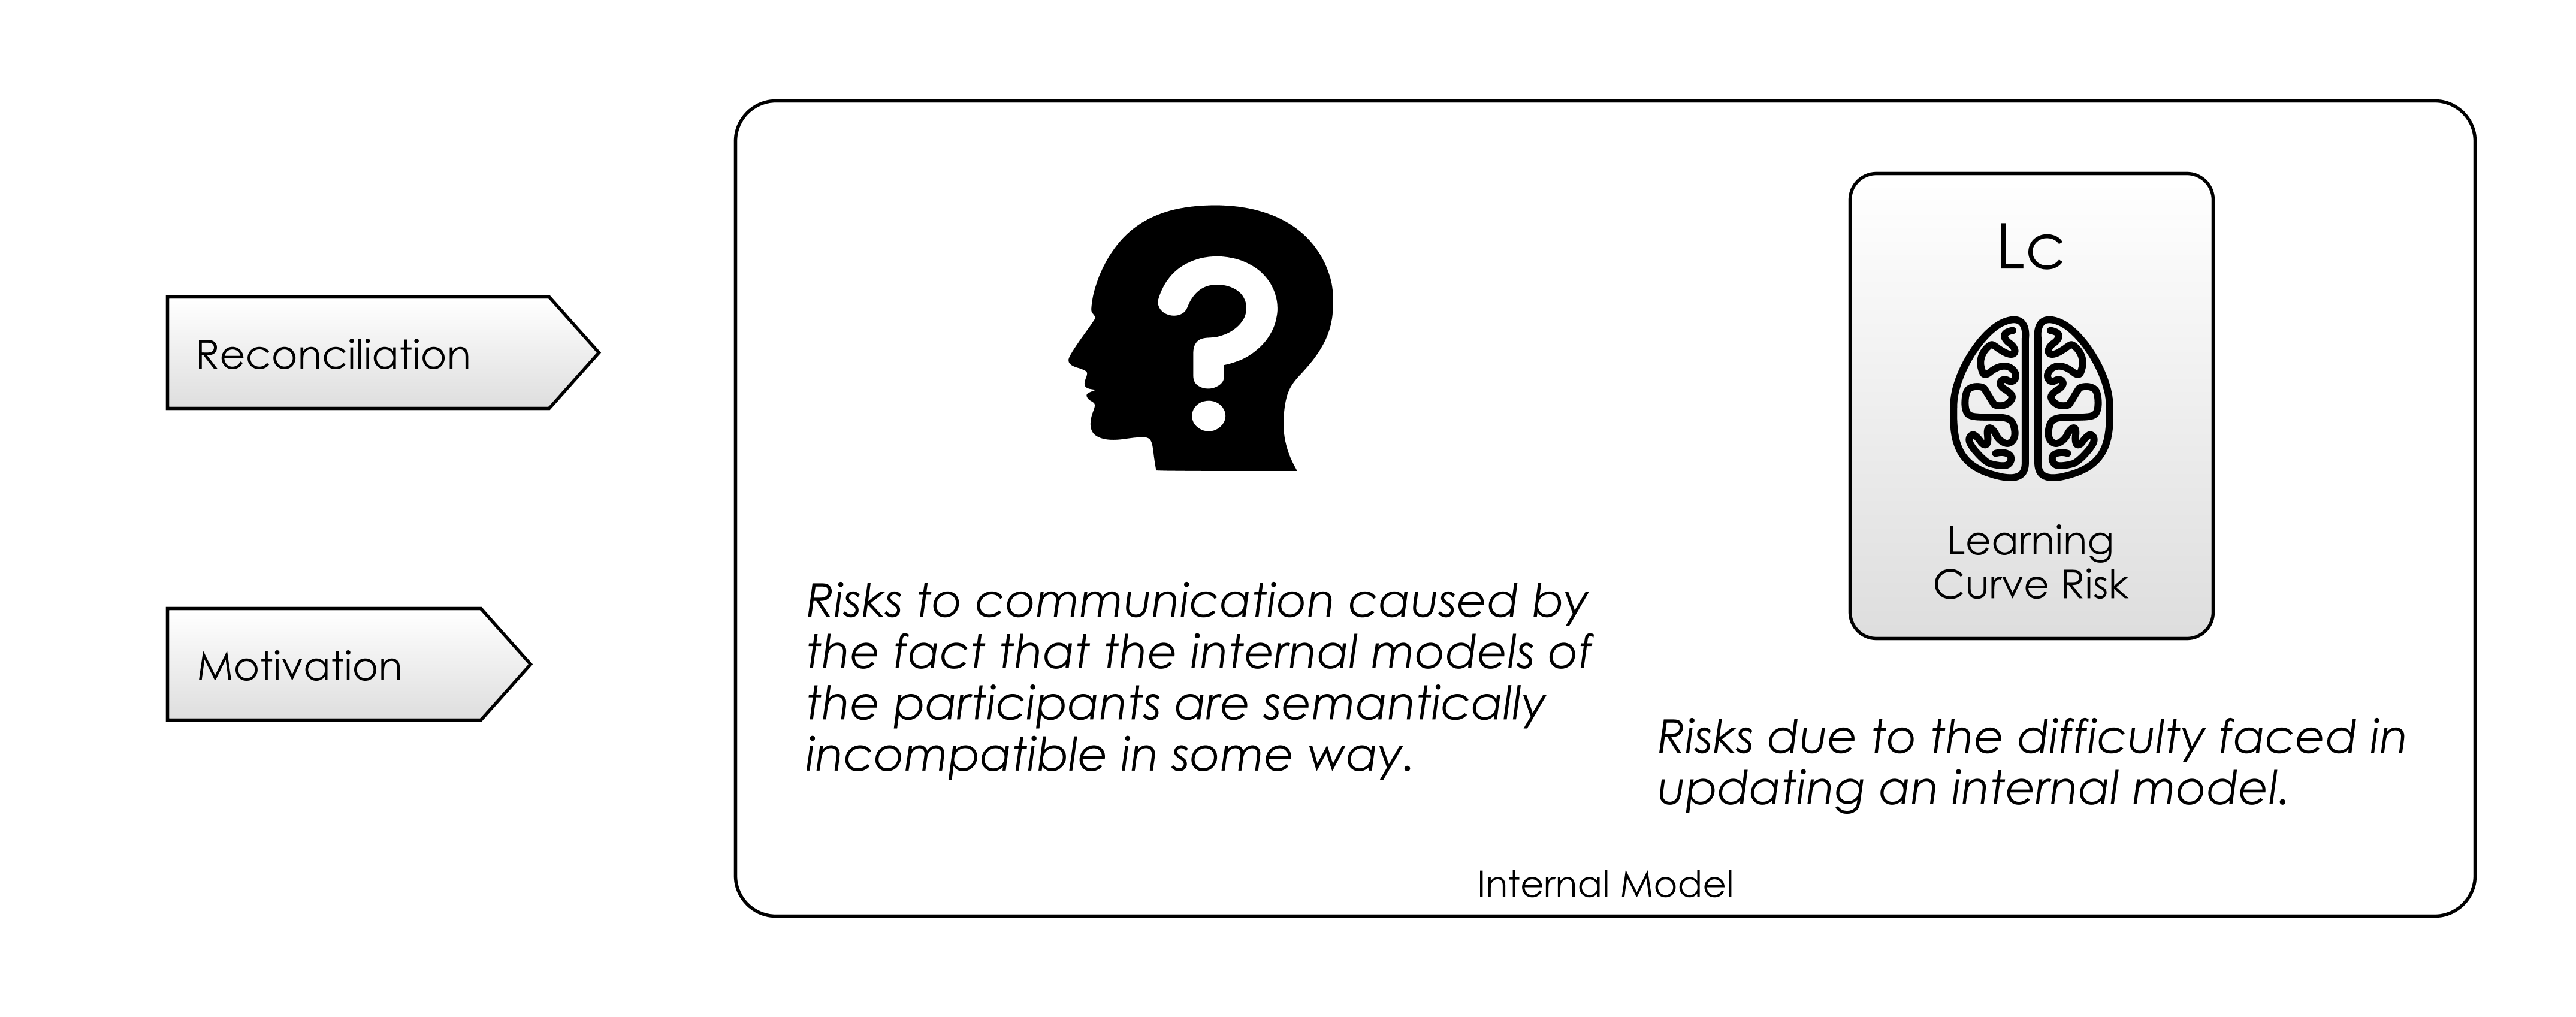 Reconciliation
Motivation
Risks to communication caused by
the fact that the internal models of
the participants are semantically
incompatible in some way.
Lc
Learning
Curve Risk
Risks due to the difficulty faced in
updating an internal model.
Internal Model